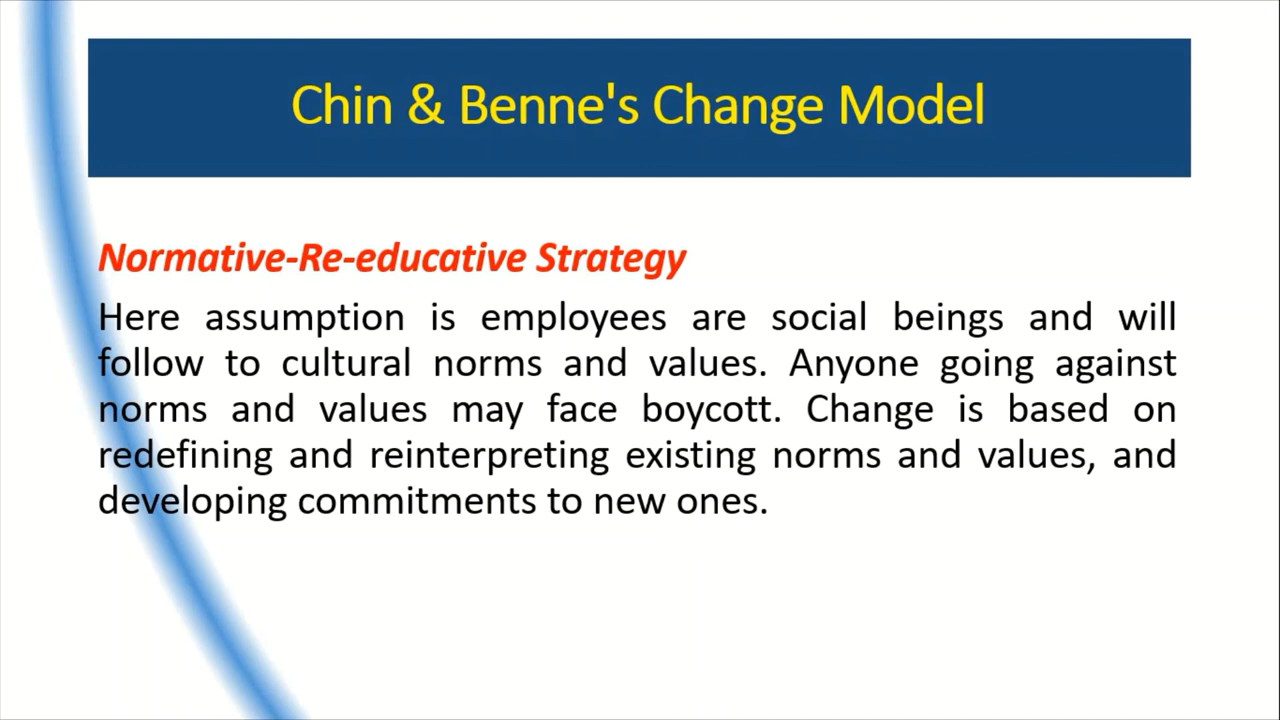 Chin & Benne's Change Model
Normative-Re-educative Strategy
Here assumption is employees are social beings and will
follow to cultural norms and values. Anyone going against
norms and values may face boycott. Change is based on
redefining and reinterpreting existing norms and values, and
developing commitments to new ones.